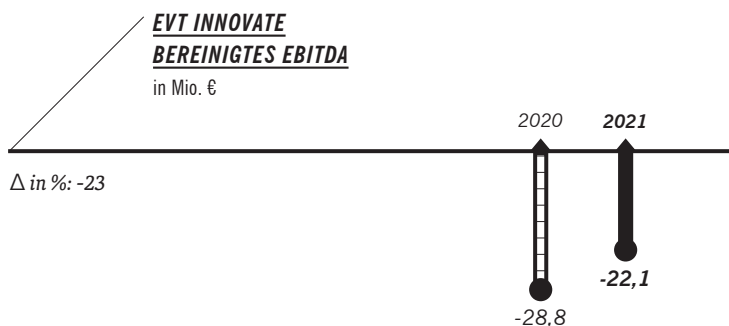 EVT INNOVATE
BEREINIGTES EBITDA
in Mio. €
2020 2021
Δ in %: -23
-22,1
-28,8